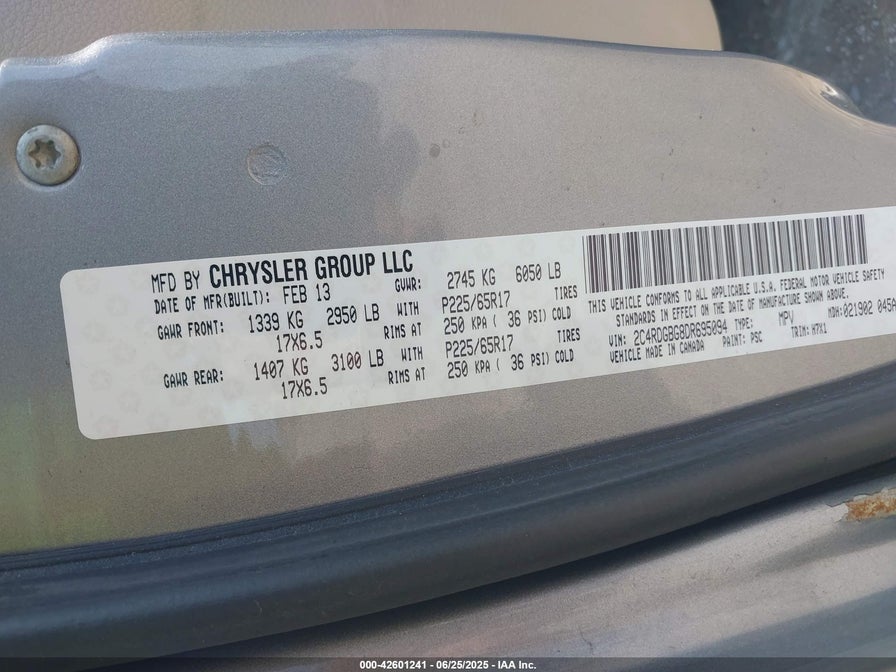 MFD BY CHRYSLER GROUP LLC
DATE OF MFR(BUILT): FEB 13 GVWR: 2745 KG 6050 LB
GAWR FRONT: 1339 KG 2950 LB WITH P225/65R17 TIRES
17X6.5 RIMS AT 250 KPA ( 36 PSI) COLD
GAWR REAR: 1407 KG 3100 LB WITH P225/65R17 TIRES
17X6.5 RIMS AT 250 KPA ( 36 PSI) COLD
THIS VEHICLE CONFORMS TO ALL APPLICABLE U.S.A. FEDERAL MOTOR VEHICLE SAFETY
STANDARDS IN EFFECT ON THE DATE OF MANUFACTURE SHOWN ABOVE.
VIN: 2C4RDGBG8DR695094 TYPE: MPV MDH: 021902 045A
VEHICLE MADE IN CANADA PAINT: PSC TRIM: H7X1
000-42601241 / 06/25/2025 - IAA Inc.